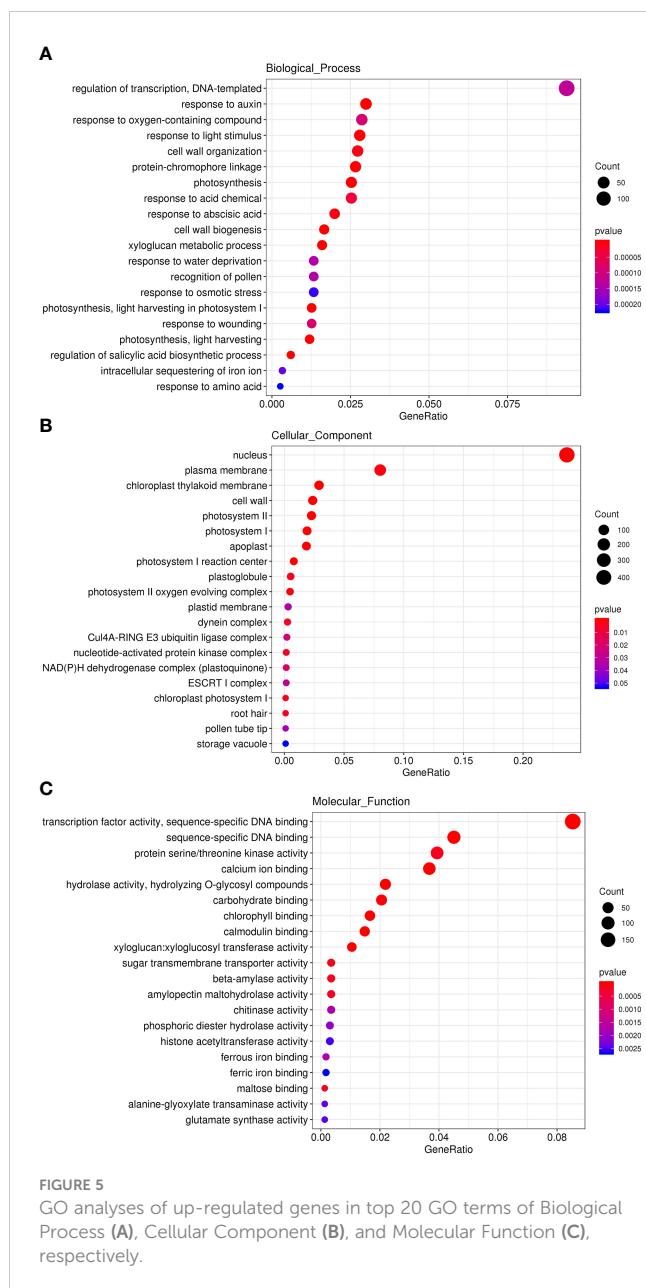 A
Biological_Process
regulation of transcription, DNA-templated
response to auxin
response to oxygen-containing compound
response to light stimulus
cell wall organization
protein-chromophore linkage
photosynthesis
response to acid chemical
response to abscisic acid
cell wall biogenesis
xyloglucan metabolic process
response to water deprivation
recognition of pollen
response to osmotic stress
photosynthesis, light harvesting in photosystem I
response to wounding
photosynthesis, light harvesting
regulation of salicylic acid biosynthetic process
intracellular sequestering of iron ion
response to amino acid
0.000 0.025 0.050 0.075
GeneRatio
Count
50
100
pvalue
0.00005
0.00010
0.00015
0.00020
B
Cellular_Component
nucleus
plasma membrane
chloroplast thylakoid membrane
cell wall
photosystem II
photosystem I
apoplast
photosystem I reaction center
plastoglobule
photosystem II oxygen evolving complex
plastid membrane
dynein complex
Cul4A-RING E3 ubiquitin ligase complex
nucleotide-activated protein kinase complex
NAD(P)H dehydrogenase complex (plastoquinone)
ESCRT I complex
chloroplast photosystem I
root hair
pollen tube tip
storage vacuole
0.00 0.05 0.10 0.15 0.20
GeneRatio
Count
100
200
300
400
pvalue
0.01
0.02
0.03
0.04
0.05
C
Molecular_Function
transcription factor activity, sequence-specific DNA binding
sequence-specific DNA binding
protein serine/threonine kinase activity
calcium ion binding
hydrolase activity, hydrolyzing O-glycosyl compounds
carbohydrate binding
chlorophyll binding
calmodulin binding
xyloglucan:xyloglucosyl transferase activity
sugar transmembrane transporter activity
beta-amylase activity
amylopectin maltohydrolase activity
chitinase activity
phosphoric diester hydrolase activity
histone acetyltransferase activity
ferrous iron binding
ferric iron binding
maltose binding
alanine-glyoxylate transaminase activity
glutamate synthase activity
0.00 0.02 0.04 0.06 0.08
GeneRatio
Count
50
100
150
pvalue
0.0005
0.0010
0.0015
0.0020
0.0025
FIGURE 5
GO analyses of up-regulated genes in top 20 GO terms of Biological
Process (A), Cellular Component (B), and Molecular Function (C),
respectively.